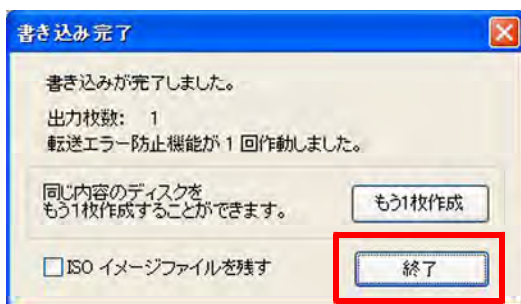 書き込み完了
書き込みが完了しました。
出力枚数: 1
転送エラー防止機能が 1 回作動しました。
同じ内容のディスクを
もう1枚作成することができます。
もう1枚作成
ISO イメージファイルを残す
終了